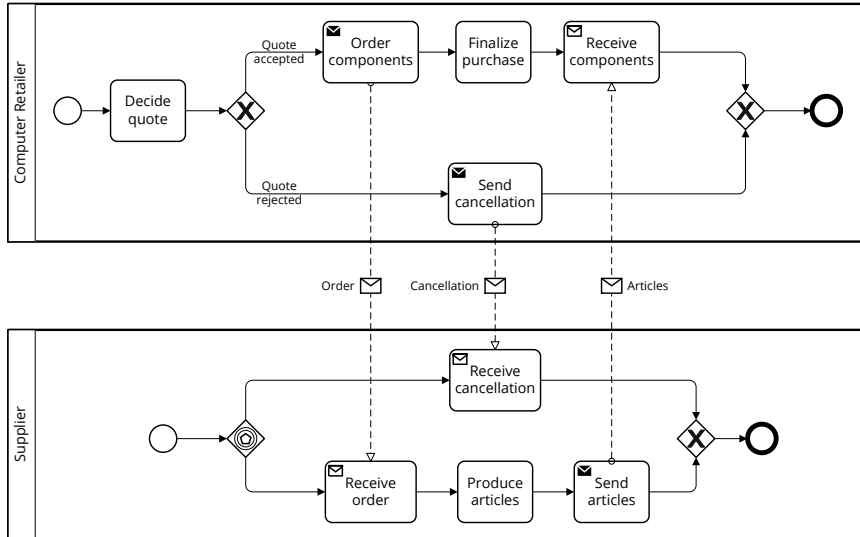 Computer Retailer
Decide
quote
Quote
accepted
Order
components
Finalize
purchase
Receive
components
Quote
rejected
Send
cancellation
Order
Cancellation
Articles
Supplier
Receive
cancellation
Receive
order
Produce
articles
Send
articles